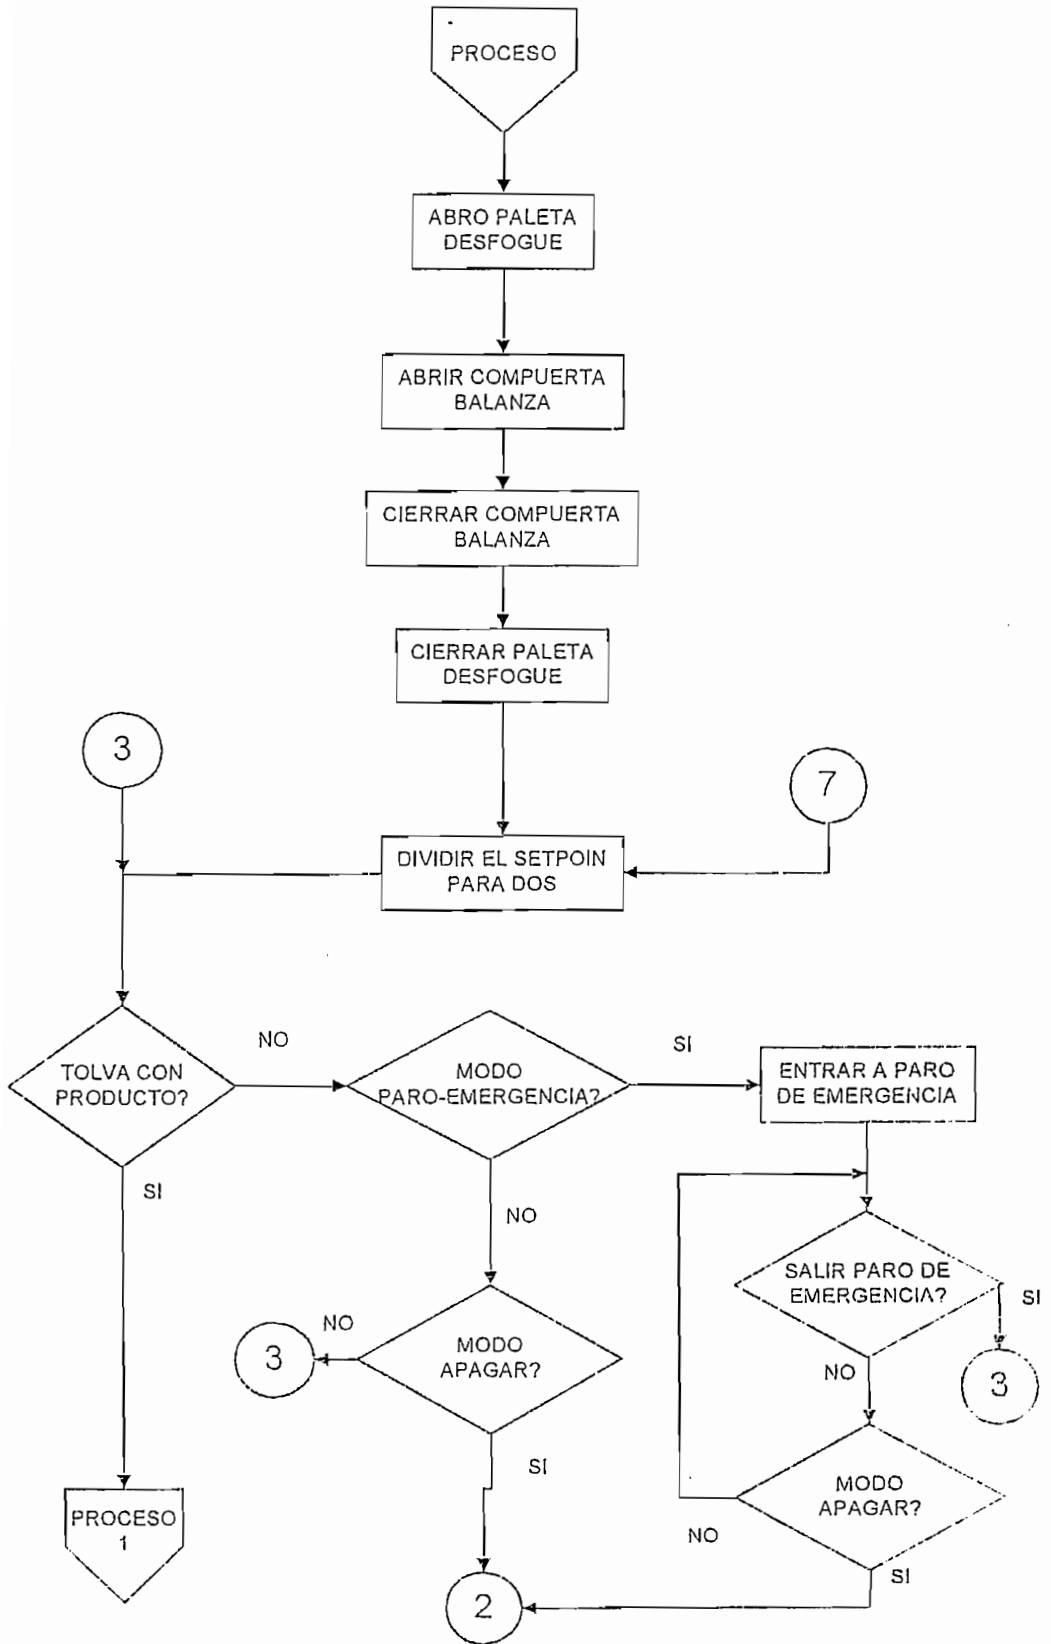 PROCESO
ABRO PALETA
DESFOGUE
ABRIR COMPUERTA
BALANZA
CIERRAR COMPUERTA
BALANZA
CIERRAR PALETA
DESFOGUE
3
7
DIVIDIR EL SETPOIN
PARA DOS
TOLVA CON
PRODUCTO?
NO
MODO
PARO-EMERGENCIA?
SI
ENTRAR A PARO
DE EMERGENCIA
SI
NO
SALIR PARO DE
EMERGENCIA?
SI
3
NO
MODO
APAGAR?
NO
3
SI
MODO
APAGAR?
NO
SI
PROCESO
1
2